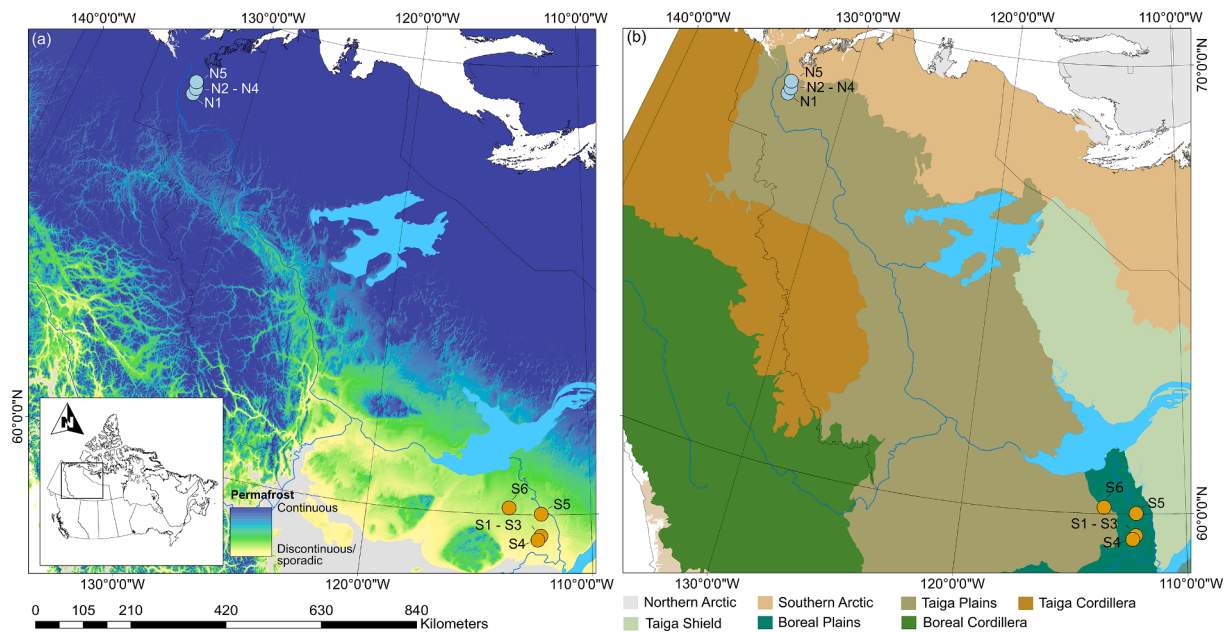 140°0'0"W 130°0'0"W 120°0'0"W 110°0'0"W
(a)
N5
N2 - N4
N1
60°0'0"N
N
Permafrost
Continuous
Discontinuous/
sporadic
S6
S5
S1 - S3
S4
130°0'0"W 120°0'0"W 110°0'0"W
0 105 210 420 630 840
Kilometers
140°0'0"W 130°0'0"W 120°0'0"W 110°0'0"W
(b)
N5
N2 - N4
N1
70°0'0"N
S6
S5
S1 - S3
S4
60°0'0"N
130°0'0"W 120°0'0"W 110°0'0"W
Northern Arctic Southern Arctic Taiga Plains Taiga Cordillera
Taiga Shield Boreal Plains Boreal Cordillera